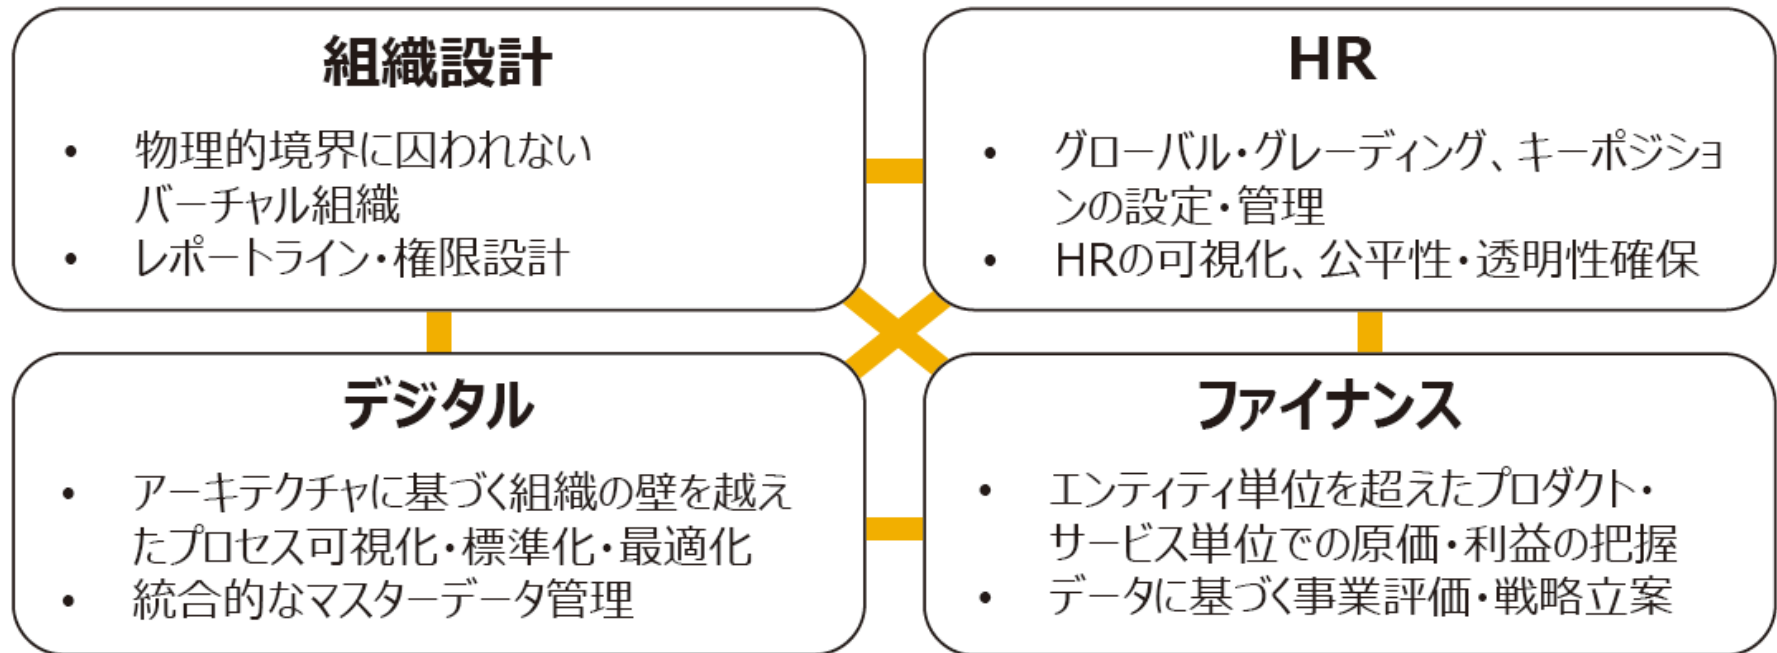 組織設計
• 物理的境界に囚われない
バーチャル組織
• レポートライン・権限設計
HR
• グローバル・グレーディング、キーポジショ
ンの設定・管理
• HRの可視化、公平性・透明性確保
デジタル
• アーキテクチャに基づく組織の壁を越え
たプロセス可視化・標準化・最適化
• 統合的なマスターデータ管理
ファイナンス
• エンティティ単位を超えたプロダクト・
サービス単位での原価・利益の把握
• データに基づく事業評価・戦略立案